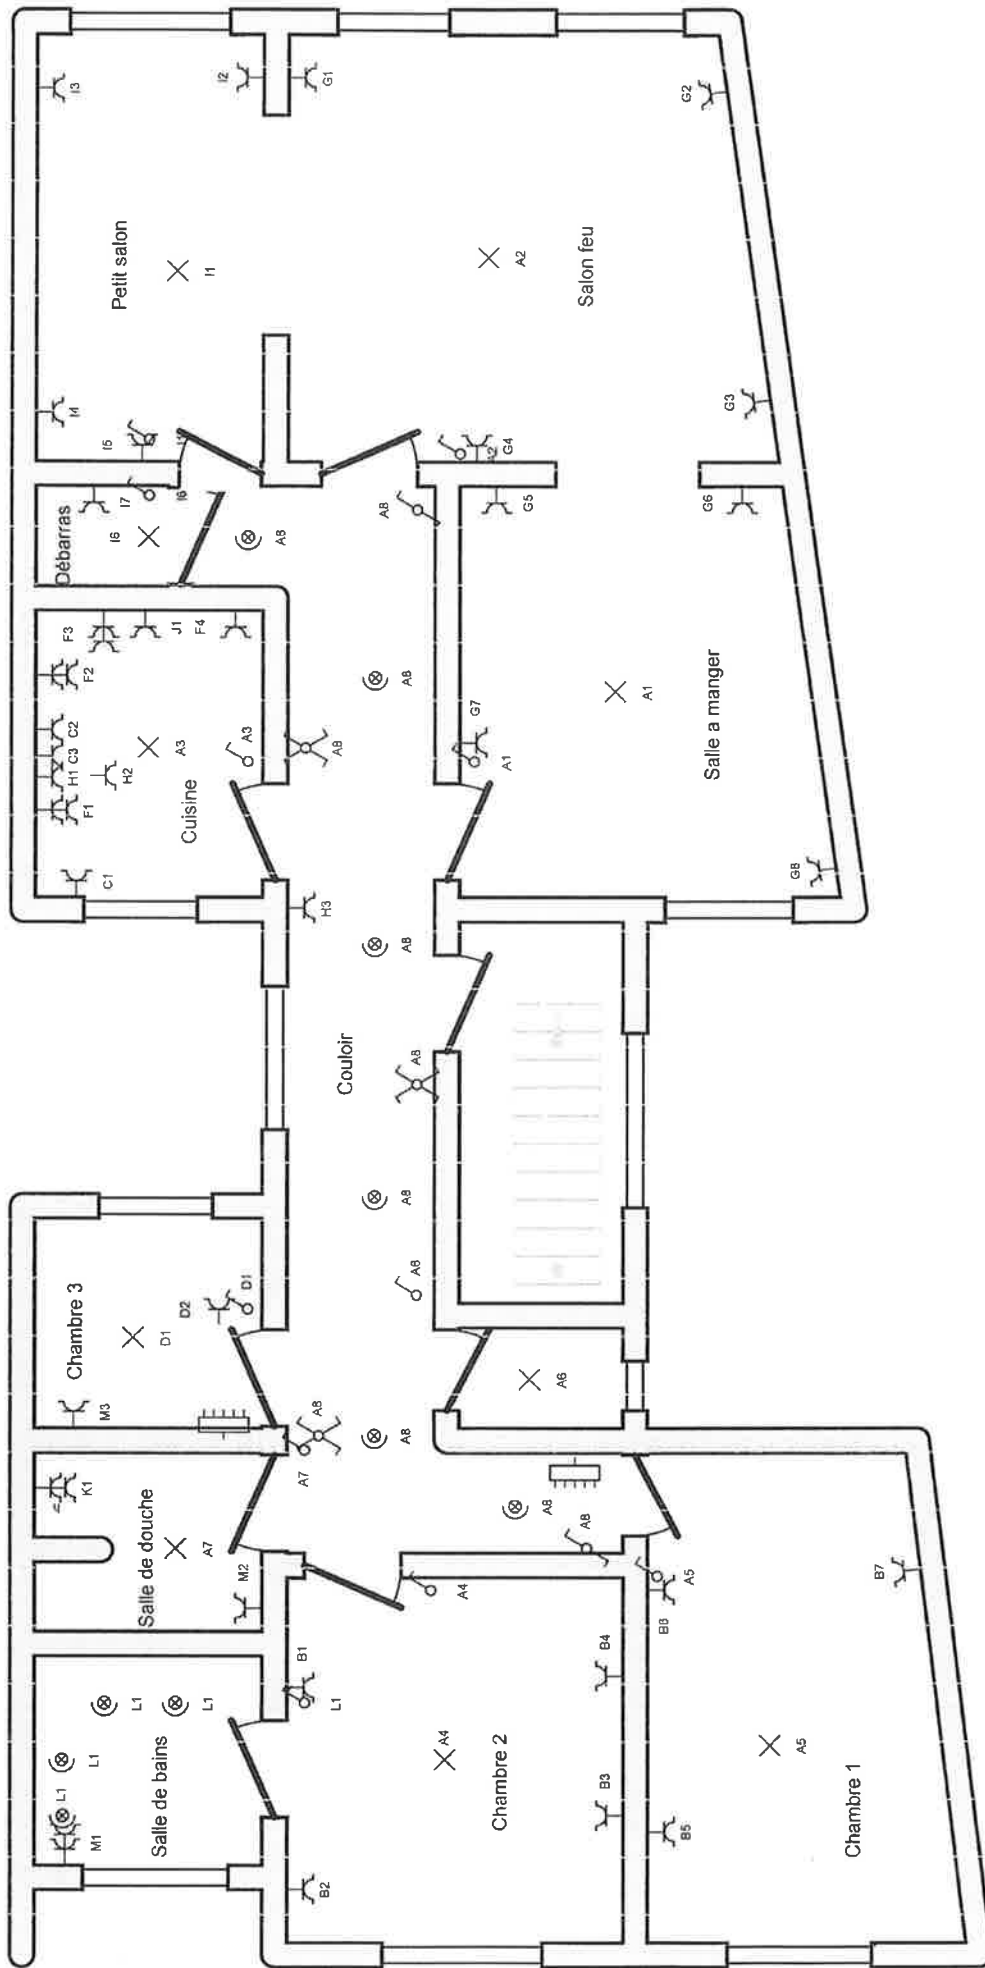 L1
M1
L1
L1
L1
Salle de bains
K1
Salle de douche
A7
M2
Chambre 3
M3
D1
D2
D1
C1
F1
H1
C3
C2
F2
H2
F3
J1
F4
A3
A3
Cuisine
Débarras
I6
I7
I6
I5
I4
I3
Petit salon
I1
I2
G1
A7
A8
H3
A8
A8
Couloir
A8
A8
A8
A8
A8
A8
A8
A6
A6
A8
A8
B1
L1
B2
A4
A4
B3
B4
Chambre 2
A5
B6
B5
A5
B7
Chambre 1
G7
A1
G5
A1
G6
Salle a manger
G8
G4
A2
A2
Salon feu
G2
G3